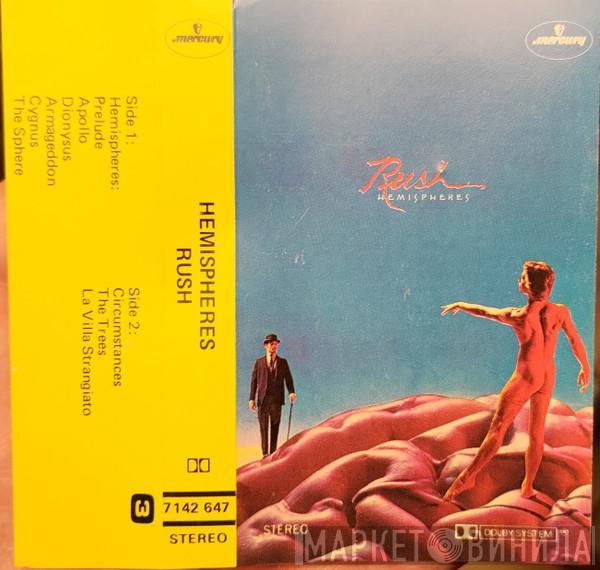 mercury
Side 1:
Hemispheres:
Prelude
Apollo
Dionysus
Armageddon
Cygnus
The Sphere
Side 2:
Circumstances
The Trees
La Villa Strangiato
HEMISPHERES
RUSH
3
7142 647
STEREO
mercury
Rush
HEMISPHERES
STEREO
DOLBY SYSTEM
МАРКЕТ ВИНИЛА